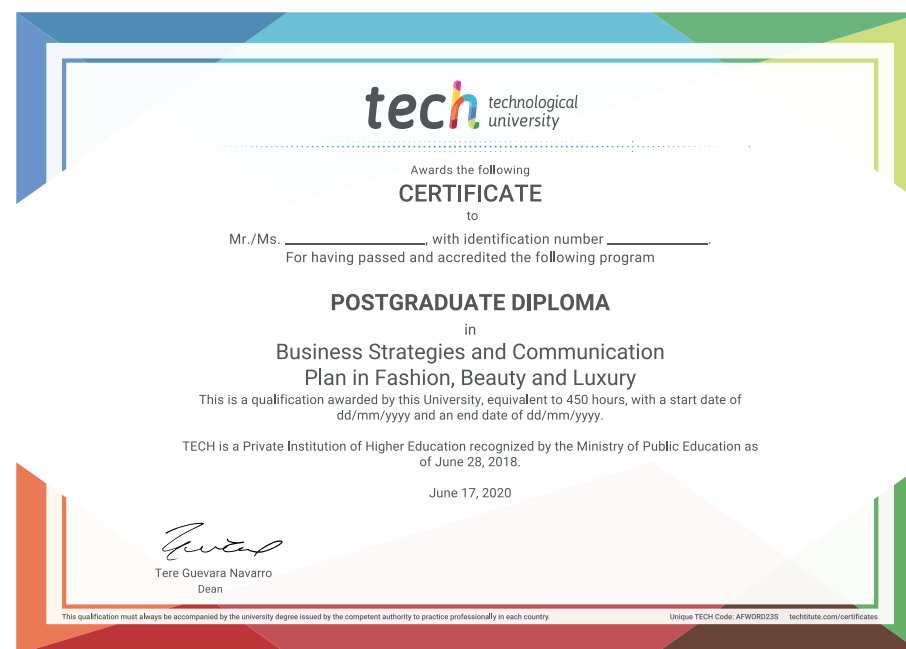 tech technological
university
Awards the following
CERTIFICATE
to
Mr./Ms. ____________, with identification number _________.
For having passed and accredited the following program
POSTGRADUATE DIPLOMA
in
Business Strategies and Communication
Plan in Fashion, Beauty and Luxury
This is a qualification awarded by this University, equivalent to 450 hours, with a start date of
dd/mm/yyyy and an end date of dd/mm/yyyy.
TECH is a Private Institution of Higher Education recognized by the Ministry of Public Education as
of June 28, 2018.
June 17, 2020
Tere Guevara Navarro
Dean
This qualification must always be accompanied by the university degree issued by the competent authority to practice professionally in each country.
Unique TECH Code: AFWORD23S techtitute.com/certificates